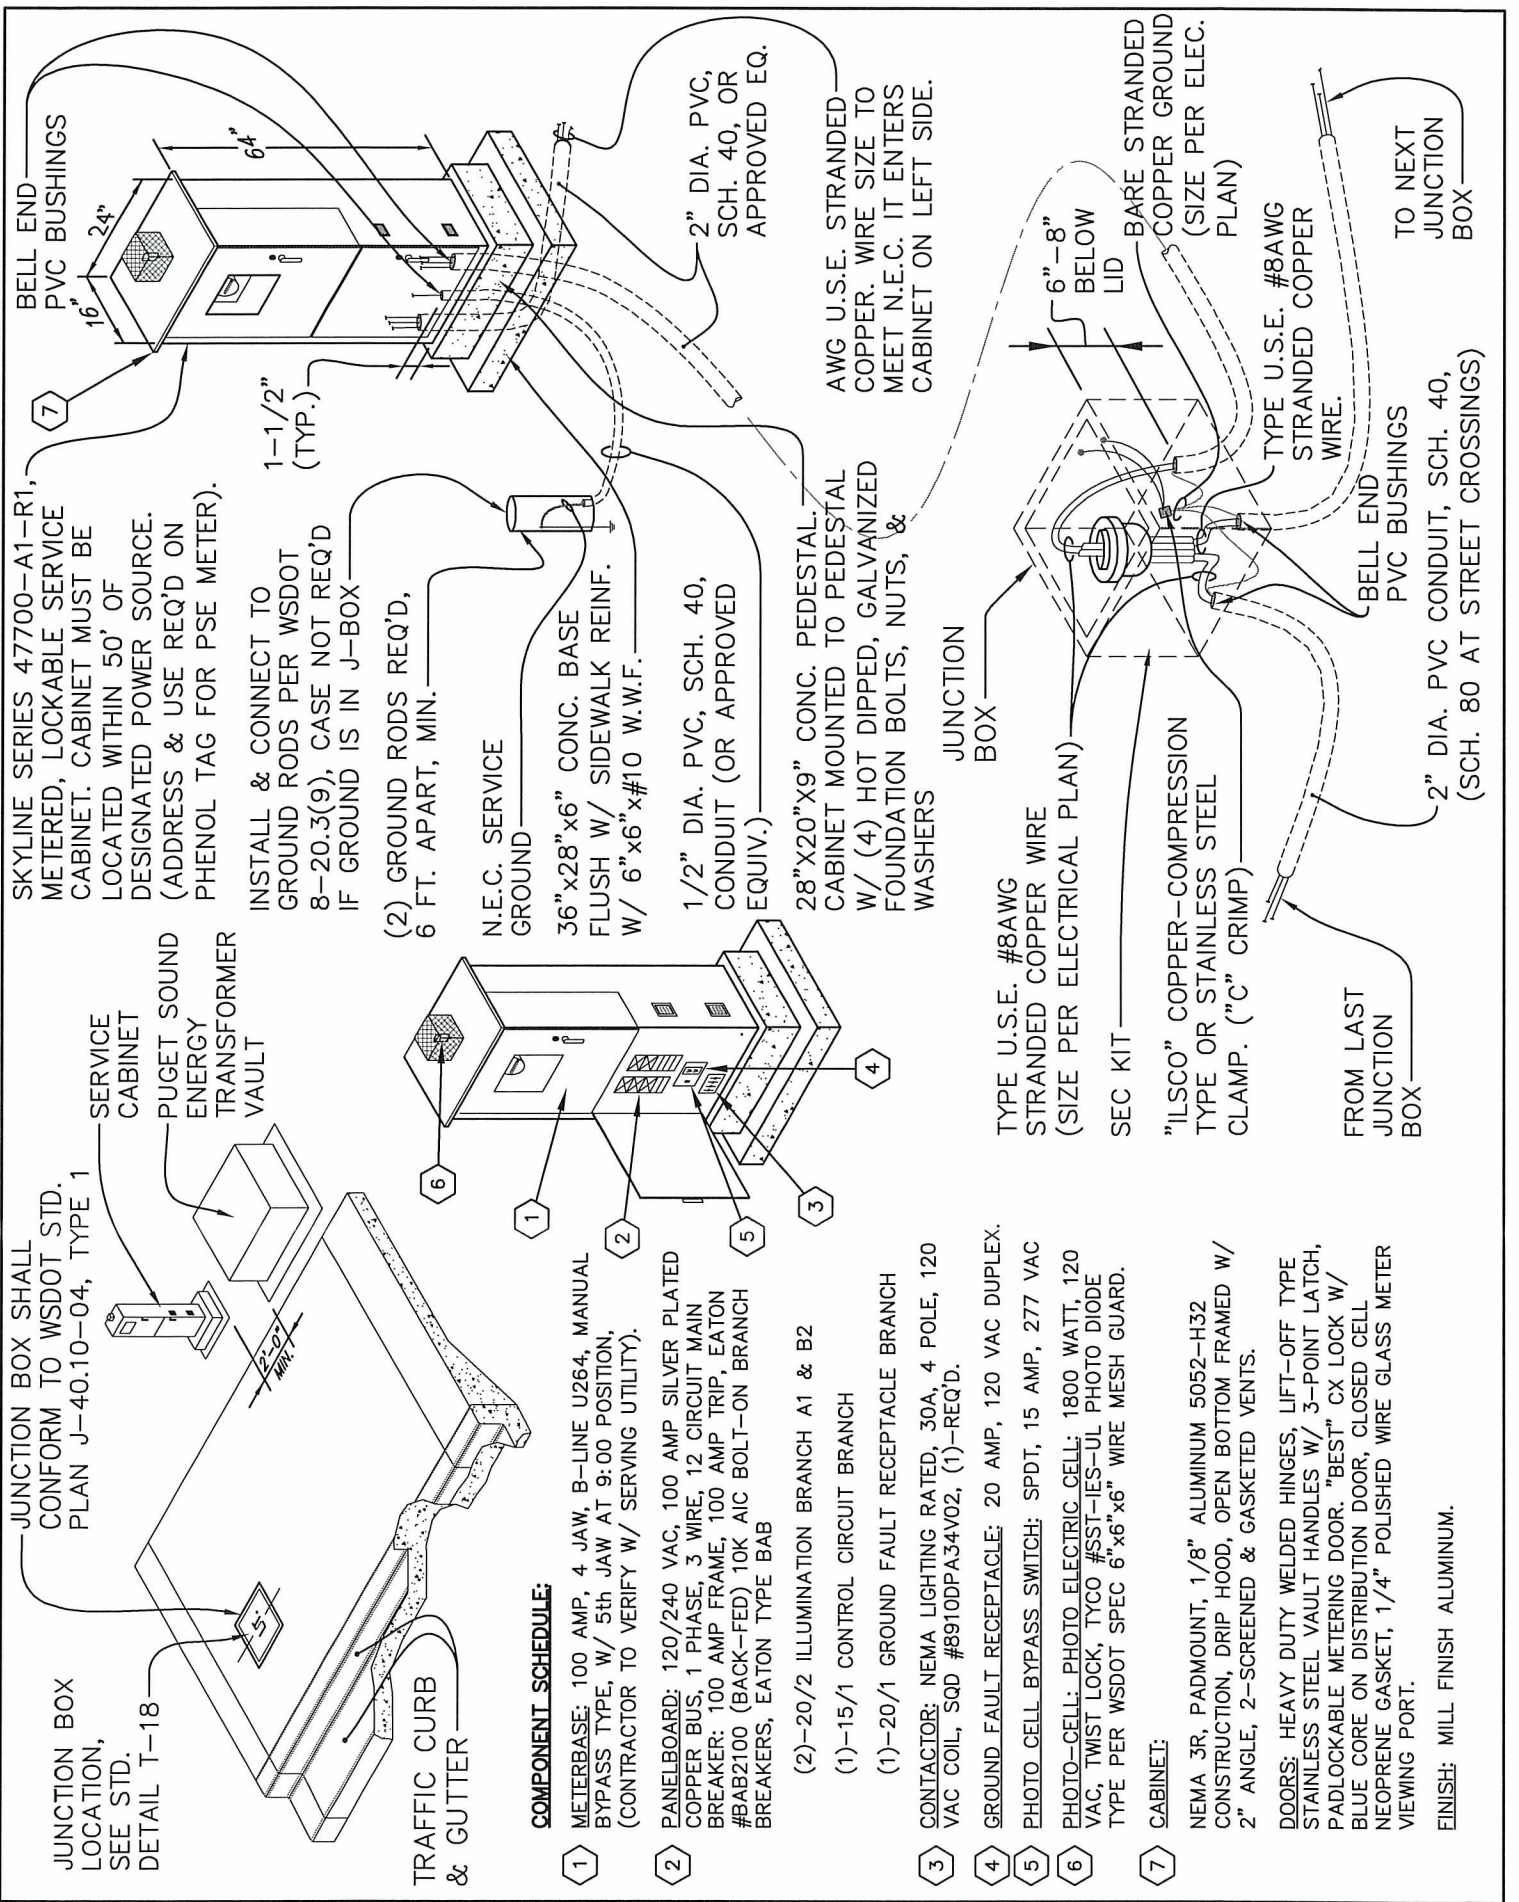 JUNCTION BOX
LOCATION,
SEE STD.
DETAIL T-18
JUNCTION BOX SHALL
CONFORM TO WSDOT STD.
PLAN J-40.10-04, TYPE 1
SERVICE
CABINET
PUGET SOUND
ENERGY
TRANSFORMER
VAULT
2'-0"
MIN.
"S"
TRAFFIC CURB
& GUTTER
SKYLINE SERIES 47700-A1-R1,
METERED, LOCKABLE SERVICE
CABINET. CABINET MUST BE
LOCATED WITHIN 50' OF
DESIGNATED POWER SOURCE.
(ADDRESS & USE REQ'D ON
PHENOL TAG FOR PSE METER).
INSTALL & CONNECT TO
GROUND RODS PER WSDOT
8-20.3(9), CASE NOT REQ'D
IF GROUND IS IN J-BOX
(2) GROUND RODS REQ'D,
6 FT. APART, MIN.
N.E.C. SERVICE
GROUND
36"x28"x6" CONC. BASE
FLUSH W/ SIDEWALK REINF.
W/ 6"x6"x#10 W.W.F.
1/2" DIA. PVC, SCH. 40,
CONDUIT (OR APPROVED
EQUIV.)
28"X20"X9" CONC. PEDESTAL.
CABINET MOUNTED TO PEDESTAL
W/ (4) HOT DIPPED, GALVANIZED
FOUNDATION BOLTS, NUTS, &
WASHERS
7
BELL END
PVC BUSHINGS
16"
24"
64"
1-1/2"
(TYP.)
2" DIA. PVC,
SCH. 40, OR
APPROVED EQ.
AWG U.S.E. STRANDED
COPPER. WIRE SIZE TO
MEET N.E.C. IT ENTERS
CABINET ON LEFT SIDE.
6
1
2
5
3
4
COMPONENT SCHEDULE:
1
METERBASE: 100 AMP, 4 JAW, B-LINE U264, MANUAL
BYPASS TYPE, W/ 5th JAW AT 9:00 POSITION,
(CONTRACTOR TO VERIFY W/ SERVING UTILITY).
2
PANELBOARD: 120/240 VAC, 100 AMP SILVER PLATED
COPPER BUS, 1 PHASE, 3 WIRE, 12 CIRCUIT MAIN
BREAKER: 100 AMP FRAME, 100 AMP TRIP, EATON
#BAB2100 (BACK-FED) 10K AIC BOLT-ON BRANCH
BREAKERS, EATON TYPE BAB
(2)-20/2 ILLUMINATION BRANCH A1 & B2
(1)-15/1 CONTROL CIRCUIT BRANCH
(1)-20/1 GROUND FAULT RECEPTACLE BRANCH
3
CONTACTOR: NEMA LIGHTING RATED, 30A, 4 POLE, 120
VAC COIL, SQD #8910DPA34V02, (1)-REQ'D.
4
GROUND FAULT RECEPTACLE: 20 AMP, 120 VAC DUPLEX.
5
PHOTO CELL BYPASS SWITCH: SPDT, 15 AMP, 277 VAC
6
PHOTO-CELL: PHOTO ELECTRIC CELL: 1800 WATT, 120
VAC, TWIST LOCK, TYCO #SST-IES-UL PHOTO DIODE
TYPE PER WSDOT SPEC 6"x6"x6" WIRE MESH GUARD.
7
CABINET:
NEMA 3R, PADMOUNT, 1/8" ALUMINUM 5052-H32
CONSTRUCTION, DRIP HOOD, OPEN BOTTOM FRAMED W/
2" ANGLE, 2-SCREENED & GASKETED VENTS.
DOORS: HEAVY DUTY WELDED HINGES, LIFT-OFF TYPE
STAINLESS STEEL VAULT HANDLES W/ 3-POINT LATCH,
PADLOCKABLE METERING DOOR. "BEST" CX LOCK W/
BLUE CORE ON DISTRIBUTION DOOR, CLOSED CELL
NEOPRENE GASKET, 1/4" POLISHED WIRE GLASS METER
VIEWING PORT.
FINISH: MILL FINISH ALUMINUM.
JUNCTION
BOX
TYPE U.S.E. #8AWG
STRANDED COPPER WIRE
(SIZE PER ELECTRICAL PLAN)
SEC KIT
"ILSCO" COPPER-COMPRESSION
TYPE OR STAINLESS STEEL
CLAMP. ("C" CRIMP)
FROM LAST
JUNCTION
BOX
6"-8"
BELOW
LID
BARE STRANDED
COPPER GROUND
(SIZE PER ELEC.
PLAN)
TYPE U.S.E. #8AWG
STRANDED COPPER
WIRE.
TO NEXT
JUNCTION
BOX
BELL END
PVC BUSHINGS
2" DIA. PVC CONDUIT, SCH. 40,
(SCH. 80 AT STREET CROSSINGS)